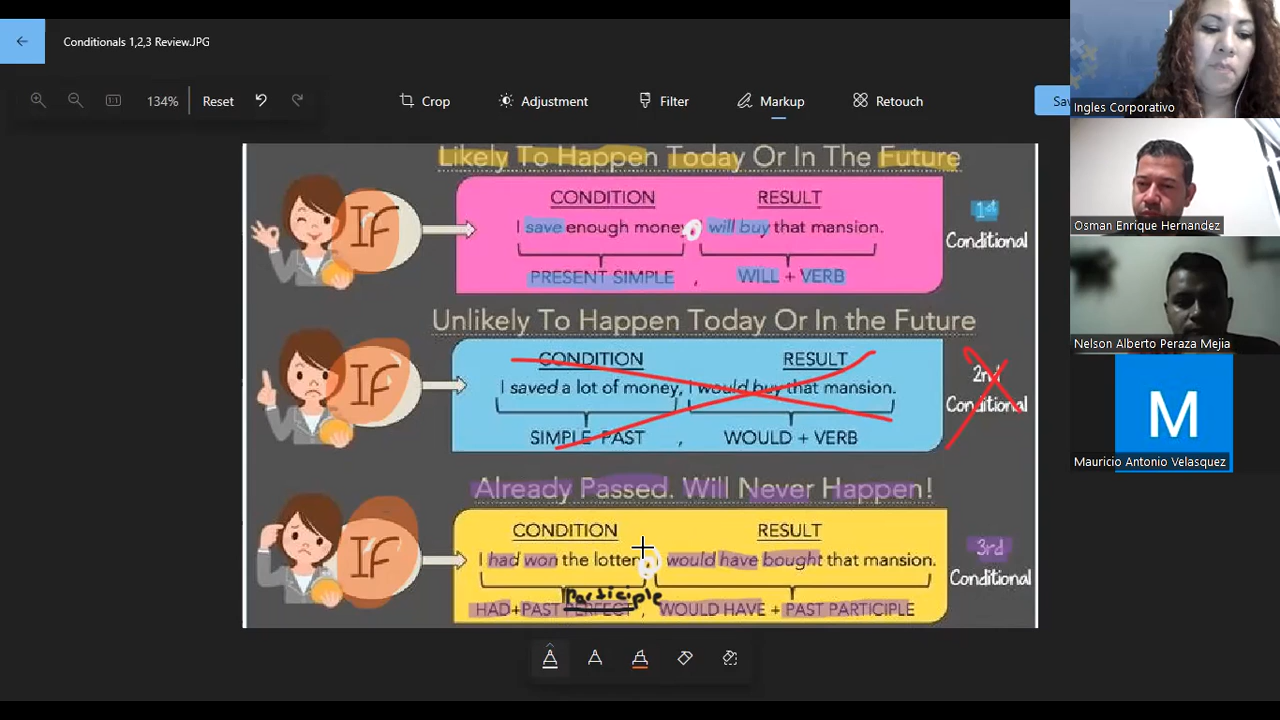 Conditionals 1,2,3 Review.JPG
134%
Reset
Crop
Adjustment
Filter
Markup
Retouch
Ingles Corporativo
Osman Enrique Hernandez
Nelson Alberto Peraza Mejia
M
Mauricio Antonio Velasquez
Likely To Happen Today Or In The Future
IF
CONDITION RESULT
I save enough money will buy that mansion.
PRESENT SIMPLE , WILL + VERB
1st
Conditional
Unlikely To Happen Today Or In the Future
IF
CONDITION RESULT
I saved a lot of money, I would buy that mansion.
SIMPLE PAST , WOULD + VERB
2nd
Conditional
Already Passed. Will Never Happen!
IF
CONDITION RESULT
I had won the lotter would have bought that mansion.
Participle
HAD+PAST PERFECT , WOULD HAVE + PAST PARTICIPLE
3rd
Conditional